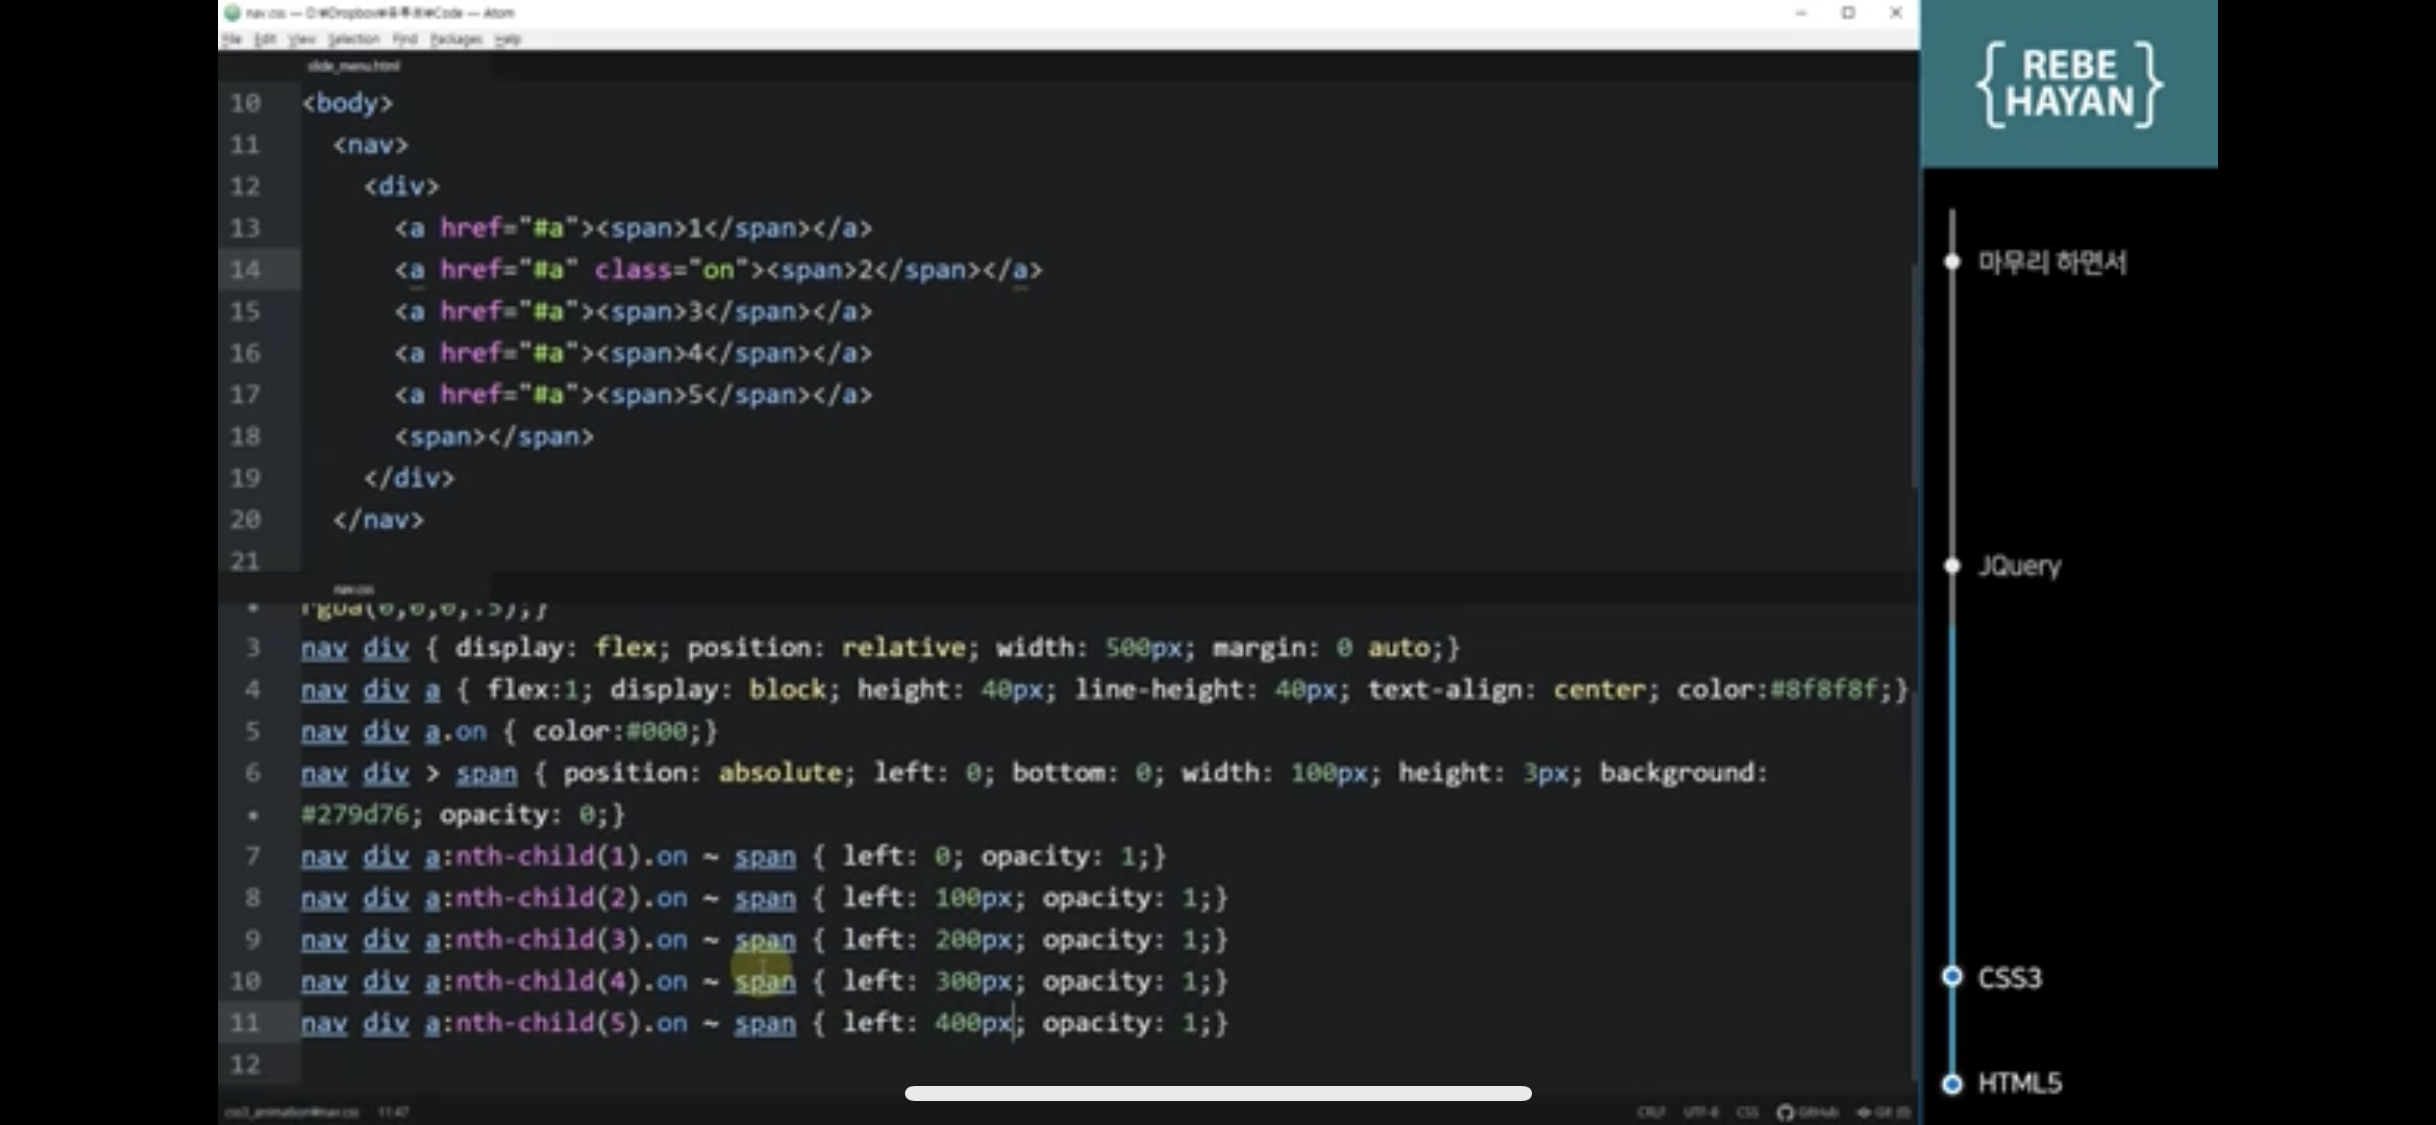 File Edit View Selection Find Packages Help
slide_menu.html
10 <body>
11 <nav>
12 <div>
13 <a href="#a"><span>1</span></a>
14 <a href="#a" class="on"><span>2</span></a>
15 <a href="#a"><span>3</span></a>
16 <a href="#a"><span>4</span></a>
17 <a href="#a"><span>5</span></a>
18 <span></span>
19 </div>
20 </nav>
21
nav.css
rgba(0,0,0,.5);}
3 nav div { display: flex; position: relative; width: 500px; margin: 0 auto;}
4 nav div a { flex:1; display: block; height: 40px; line-height: 40px; text-align: center; color:#8f8f8f;}
5 nav div a.on { color:#000;}
6 nav div > span { position: absolute; left: 0; bottom: 0; width: 100px; height: 3px; background:
• #279d76; opacity: 0;}
7 nav div a:nth-child(1).on ~ span { left: 0; opacity: 1;}
8 nav div a:nth-child(2).on ~ span { left: 100px; opacity: 1;}
9 nav div a:nth-child(3).on ~ span { left: 200px; opacity: 1;}
10 nav div a:nth-child(4).on ~ span { left: 300px; opacity: 1;}
11 nav div a:nth-child(5).on ~ span { left: 400px; opacity: 1;}
12
11:47
CRLF UTF-8 CSS GitHub Git (0)
{REBE
HAYAN}
마무리 하면서
JQuery
CSS3
HTML5